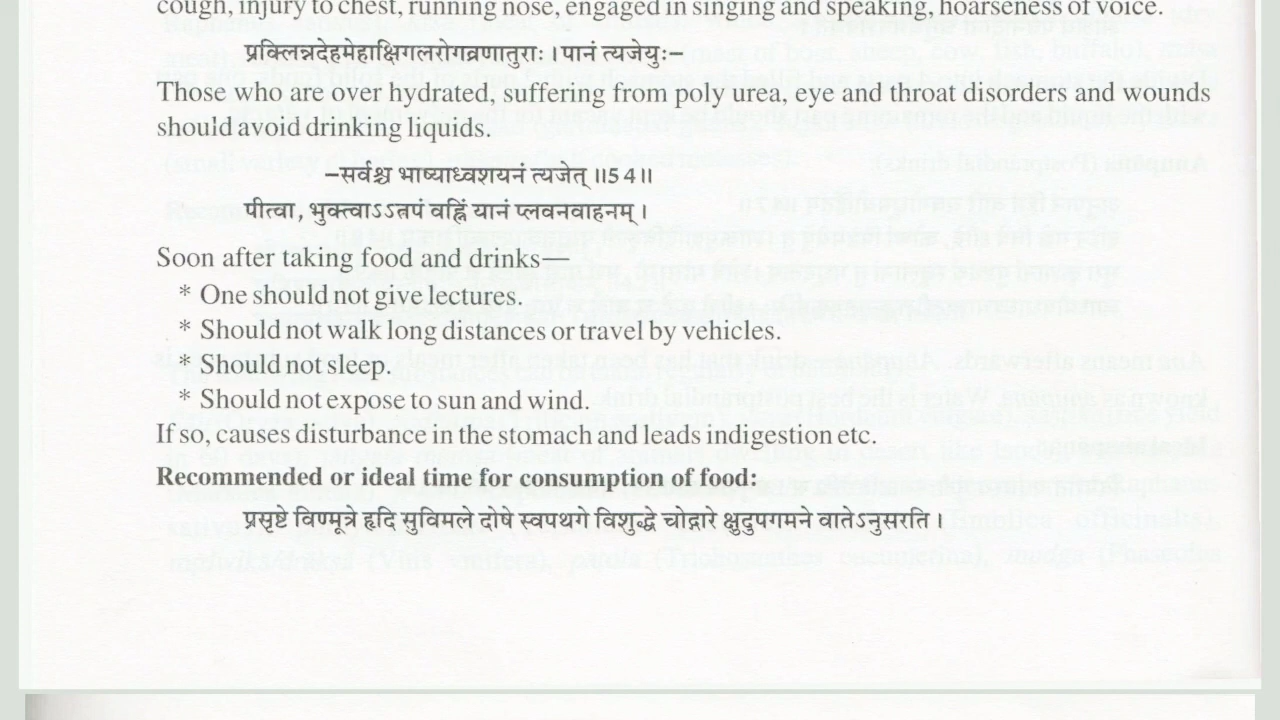 cough, injury to chest, running nose, engaged in singing and speaking, hoarseness of voice.
प्रक्लिन्नदेहमेहाक्षिगलरोगव्रणातुराः । पानं त्यजेयुः–
Those who are over hydrated, suffering from poly urea, eye and throat disorders and wounds
should avoid drinking liquids.
–सर्वश्च भाष्याध्वशयनं त्यजेत् ॥54॥
पीत्वा, भुक्त्वाऽऽतपं वह्निं यानं प्लवनवाहनम् ।
Soon after taking food and drinks—
* One should not give lectures.
* Should not walk long distances or travel by vehicles.
* Should not sleep.
* Should not expose to sun and wind.
If so, causes disturbance in the stomach and leads indigestion etc.
Recommended or ideal time for consumption of food:
प्रसृष्टे विण्मूत्रे हृदि सुविमले दोषे स्वपथगे विशुद्धे चोद्गारे क्षुदुपगमने वातेऽनुसरति ।